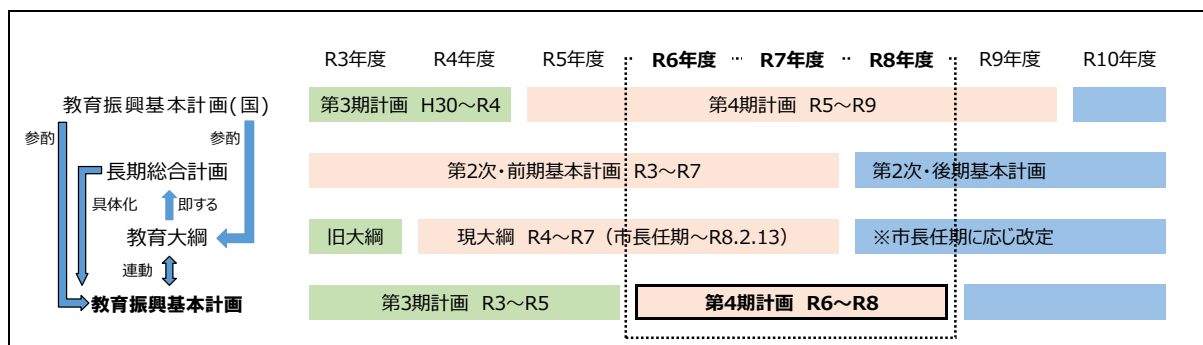 R3年度 R4年度 R5年度 R6年度 R7年度 R8年度 R9年度 R10年度
教育振興基本計画(国) 第3期計画 H30～R4 第4期計画 R5～R9
参酌 参酌
長期総合計画 第2次・前期基本計画 R3～R7 第2次・後期基本計画
具体化 即する
教育大綱 旧大綱 現大綱 R4～R7（市長任期～R8.2.13） ※市長任期に応じ改定
連動
教育振興基本計画 第3期計画 R3～R5 第4期計画 R6～R8